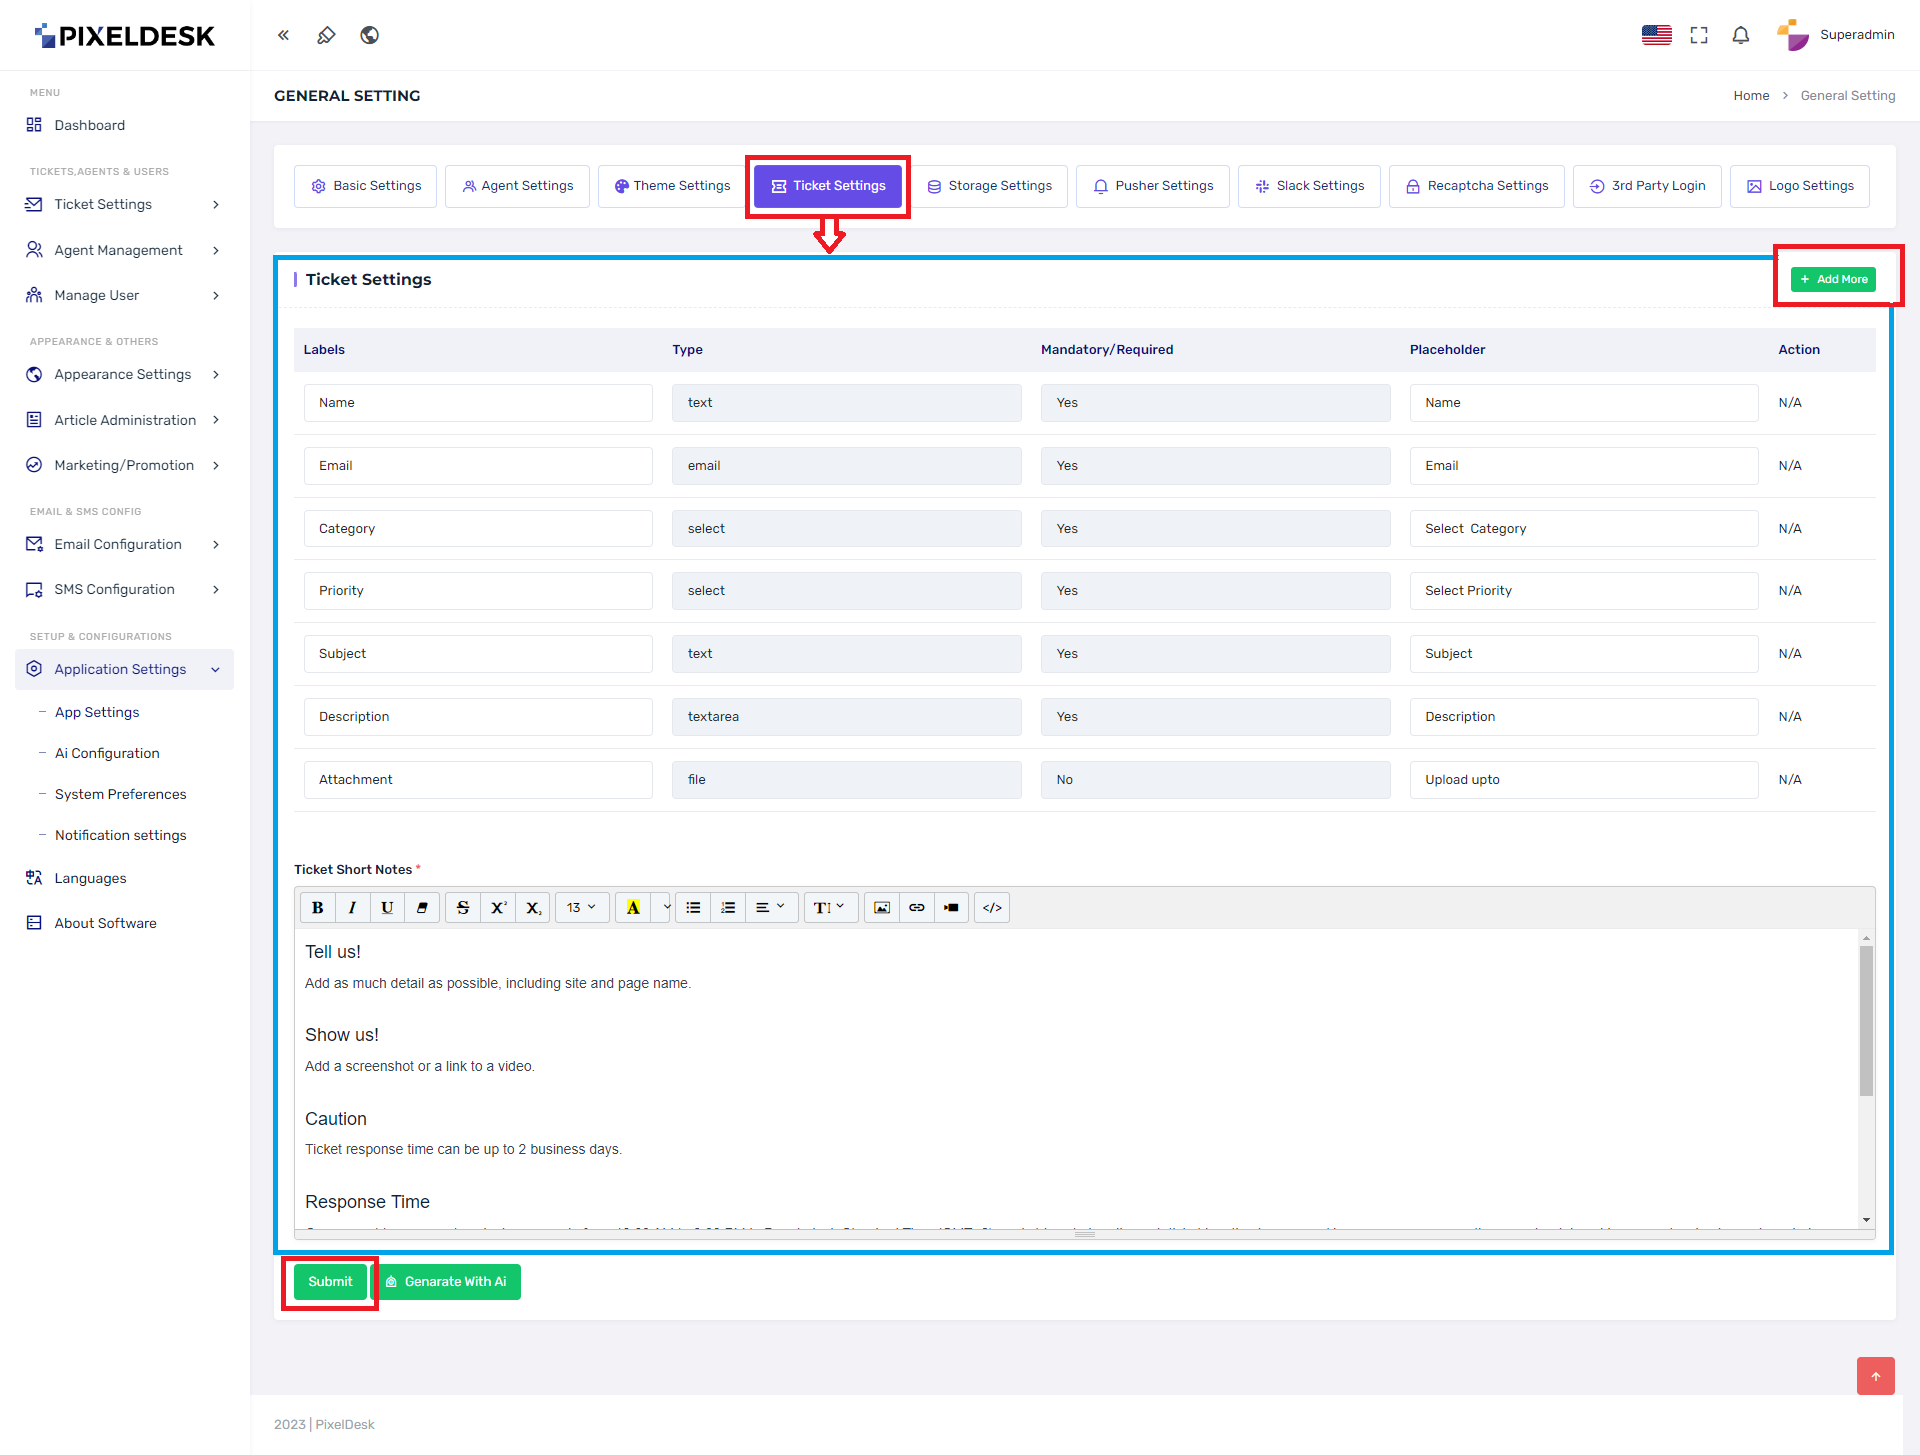 PIXELDESK
Superadmin
MENU
Dashboard
TICKETS,AGENTS & USERS
Ticket Settings
Agent Management
Manage User
APPEARANCE & OTHERS
Appearance Settings
Article Administration
Marketing/Promotion
EMAIL & SMS CONFIG
Email Configuration
SMS Configuration
SETUP & CONFIGURATIONS
Application Settings
App Settings
Ai Configuration
System Preferences
Notification settings
Languages
About Software
GENERAL SETTING
Home > General Setting
Basic Settings
Agent Settings
Theme Settings
Ticket Settings
Storage Settings
Pusher Settings
Slack Settings
Recaptcha Settings
3rd Party Login
Logo Settings
Ticket Settings
+ Add More
Labels Type Mandatory/Required Placeholder Action
Name text Yes Name N/A
Email email Yes Email N/A
Category select Yes Select Category N/A
Priority select Yes Select Priority N/A
Subject text Yes Subject N/A
Description textarea Yes Description N/A
Attachment file No Upload upto N/A
Ticket Short Notes *
B I U S X² X₂ 13 A TI </>
Tell us!
Add as much detail as possible, including site and page name.
Show us!
Add a screenshot or a link to a video.
Caution
Ticket response time can be up to 2 business days.
Response Time
Submit
Genarate With Ai
2023 | PixelDesk